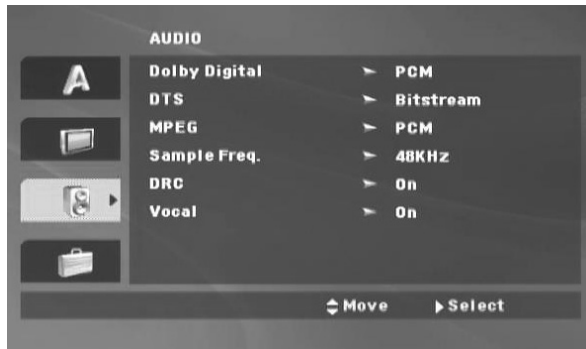 AUDIO
A
Dolby Digital ► PCM
DTS ► Bitstream
MPEG ► PCM
Sample Freq. ► 48KHz
DRC ► On
Vocal ► On
Move Select